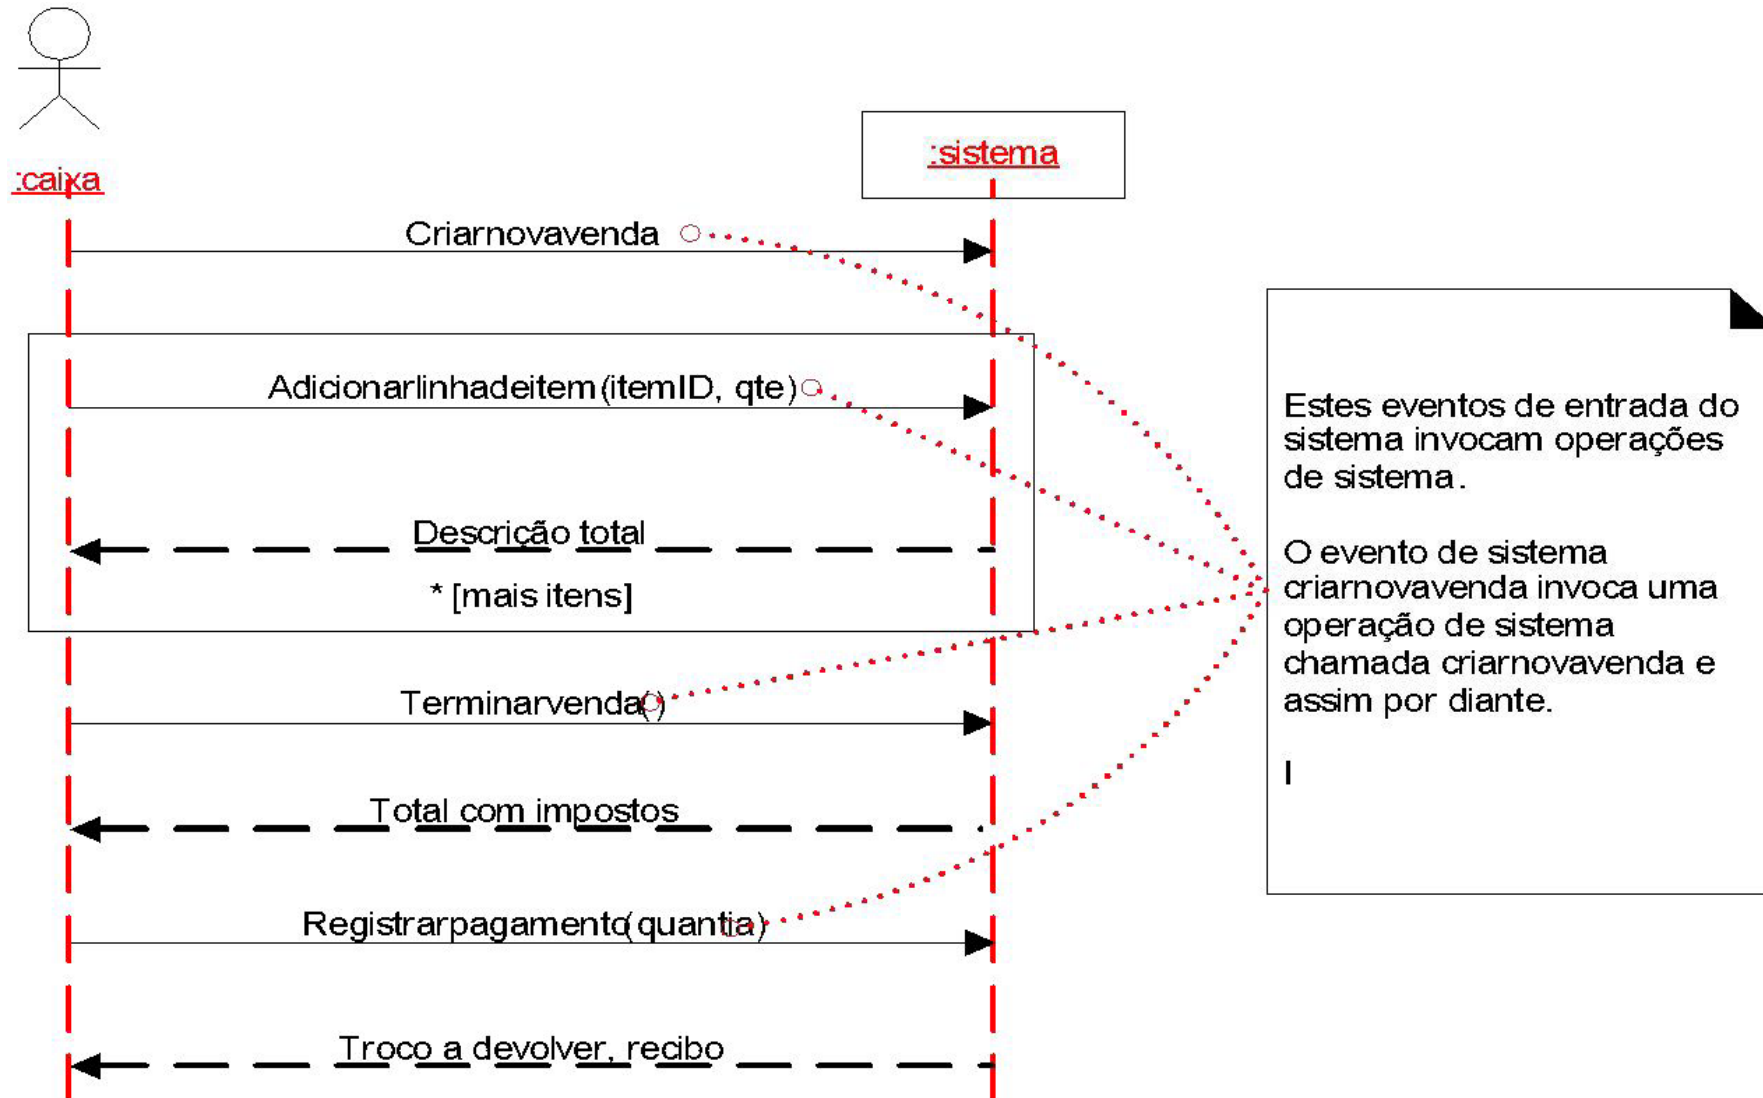 :caixa
:sistema
Criarnovavenda
Adicionarlinhadeitem(itemID, qte)
Descrição total
* [mais itens]
Terminarvenda()
Total com impostos
Registrarpagamento(quantia)
Troco a devolver, recibo
Estes eventos de entrada do
sistema invocam operações
de sistema.
O evento de sistema
criarnovavenda invoca uma
operação de sistema
chamada criarnovavenda e
assim por diante.
I